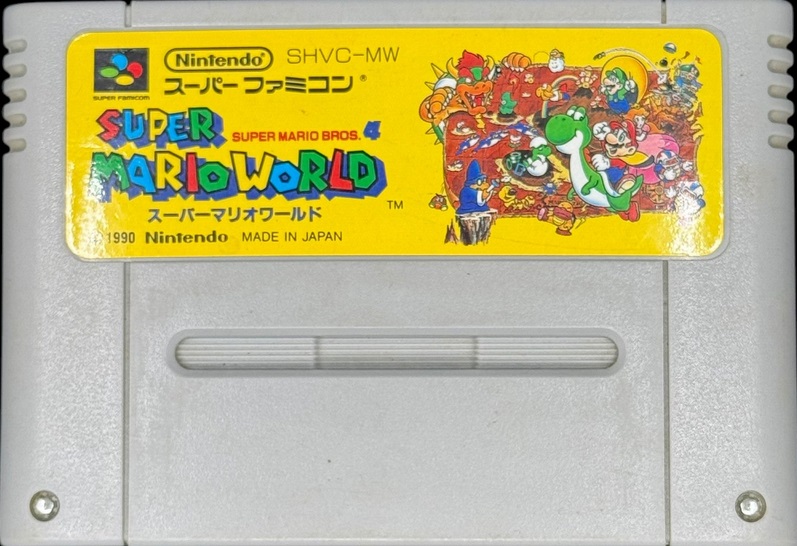 Nintendo SHVC-MW
スーパーファミコン®
SUPER FAMICOM
SUPER
SUPER MARIO BROS. 4
MARIO WORLD ™
スーパーマリオワールド
© 1990 Nintendo MADE IN JAPAN